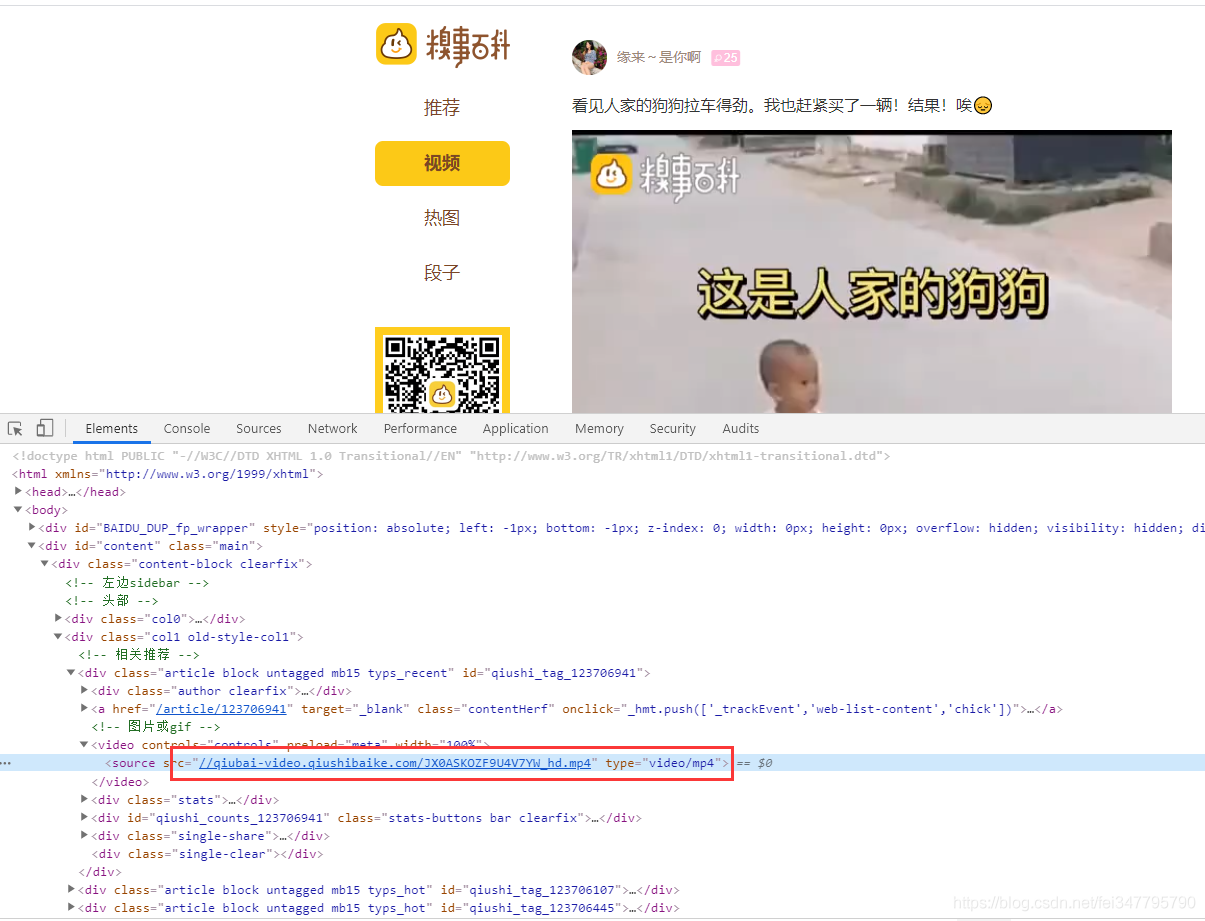 糗事百科
缘来～是你啊 25
推荐
看见人家的狗狗拉车得劲。我也赶紧买了一辆！结果！唉😔
视频
糗事百科
热图
这是人家的狗狗
段子
Elements Console Sources Network Performance Application Memory Security Audits
<!doctype html PUBLIC "-//W3C//DTD XHTML 1.0 Transitional//EN" "http://www.w3.org/TR/xhtml1/DTD/xhtml1-transitional.dtd">
<html xmlns="http://www.w3.org/1999/xhtml">
▶<head>…</head>
▼<body>
▶<div id="BAIDU_DUP_fp_wrapper" style="position: absolute; left: -1px; bottom: -1px; z-index: 0; width: 0px; height: 0px; overflow: hidden; visibility: hidden; di
▼<div id="content" class="main">
▼<div class="content-block clearfix">
<!-- 左边sidebar -->
<!-- 头部 -->
▶<div class="col0">…</div>
▼<div class="col1 old-style-col1">
<!-- 相关推荐 -->
▼<div class="article block untagged mb15 typs_recent" id="qiushi_tag_123706941">
▶<div class="author clearfix">…</div>
▶<a href="/article/123706941" target="_blank" class="contentHerf" onclick="_hmt.push(['_trackEvent','web-list-content','chick'])">…</a>
<!-- 图片或gif -->
▼<video controls="controls" preload="meta" width="100%">
… <source src="//qiubai-video.qiushibaike.com/JX0ASKOZF9U4V7YW_hd.mp4" type="video/mp4"> == $0
</video>
▶<div class="stats">…</div>
▶<div id="qiushi_counts_123706941" class="stats-buttons bar clearfix">…</div>
▶<div class="single-share">…</div>
<div class="single-clear"></div>
</div>
▶<div class="article block untagged mb15 typs_hot" id="qiushi_tag_123706107">…</div>
▶<div class="article block untagged mb15 typs_hot" id="qiushi_tag_123706445">…</div>
https://blog.csdn.net/fei347795790